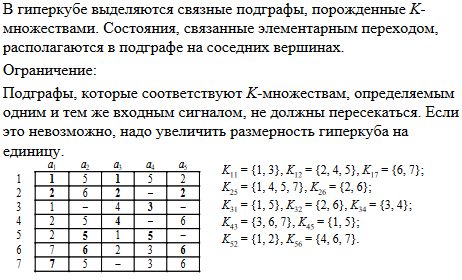 В гиперкубе выделяются связные подграфы, порожденные K-
множествами. Состояния, связанные элементарным переходом,
располагаются в подграфе на соседних вершинах.
Ограничение:
Подграфы, которые соответствуют K-множествам, определяемым
одним и тем же входным сигналом, не должны пересекаться. Если
это невозможно, надо увеличить размерность гиперкуба на
единицу.
a1 a2 a3 a4 a5
1 1 5 1 5 2
2 2 6 2 – 2
3 1 – 4 3 –
4 2 5 4 – 6
5 2 5 1 5 –
6 7 6 2 3 6
7 7 5 – 3 6
K11 = {1, 3}, K12 = {2, 4, 5}, K17 = {6, 7};
K25 = {1, 4, 5, 7}, K26 = {2, 6};
K31 = {1, 5}, K32 = {2, 6}, K34 = {3, 4};
K43 = {3, 6, 7}, K45 = {1, 5};
K52 = {1, 2}, K56 = {4, 6, 7}.